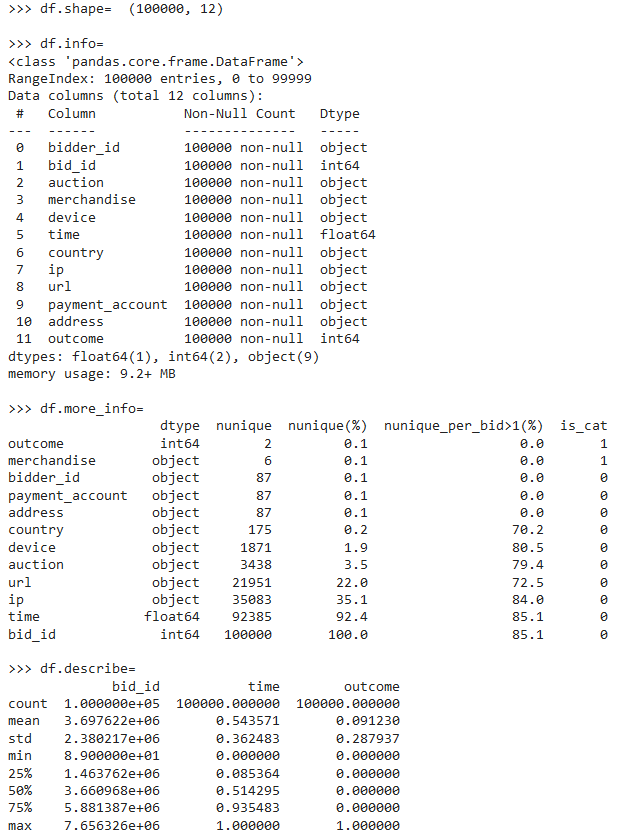 >>> df.shape=  (100000, 12)

>>> df.info=
<class 'pandas.core.frame.DataFrame'>
RangeIndex: 100000 entries, 0 to 99999
Data columns (total 12 columns):
 #   Column           Non-Null Count   Dtype
---  ------           --------------   -----
 0   bidder_id        100000 non-null  object
 1   bid_id           100000 non-null  int64
 2   auction          100000 non-null  object
 3   merchandise      100000 non-null  object
 4   device           100000 non-null  object
 5   time             100000 non-null  float64
 6   country          100000 non-null  object
 7   ip               100000 non-null  object
 8   url              100000 non-null  object
 9   payment_account  100000 non-null  object
 10  address          100000 non-null  object
 11  outcome          100000 non-null  int64
dtypes: float64(1), int64(2), object(9)
memory usage: 9.2+ MB

>>> df.more_info=
                   dtype  nunique  nunique(%)  nunique_per_bid>1(%)  is_cat
outcome            int64        2         0.1                   0.0       1
merchandise       object        6         0.1                   0.0       1
bidder_id         object       87         0.1                   0.0       0
payment_account   object       87         0.1                   0.0       0
address           object       87         0.1                   0.0       0
country           object      175         0.2                  70.2       0
device            object     1871         1.9                  80.5       0
auction           object     3438         3.5                  79.4       0
url               object    21951        22.0                  72.5       0
ip                object    35083        35.1                  84.0       0
time             float64    92385        92.4                  85.1       0
bid_id             int64   100000       100.0                  85.1       0

>>> df.describe=
             bid_id           time        outcome
count  1.000000e+05  100000.000000  100000.000000
mean   3.697622e+06       0.543571       0.091230
std    2.380217e+06       0.362483       0.287937
min    8.900000e+01       0.000000       0.000000
25%    1.463762e+06       0.085364       0.000000
50%    3.660968e+06       0.514295       0.000000
75%    5.881387e+06       0.935483       0.000000
max    7.656326e+06       1.000000       1.000000